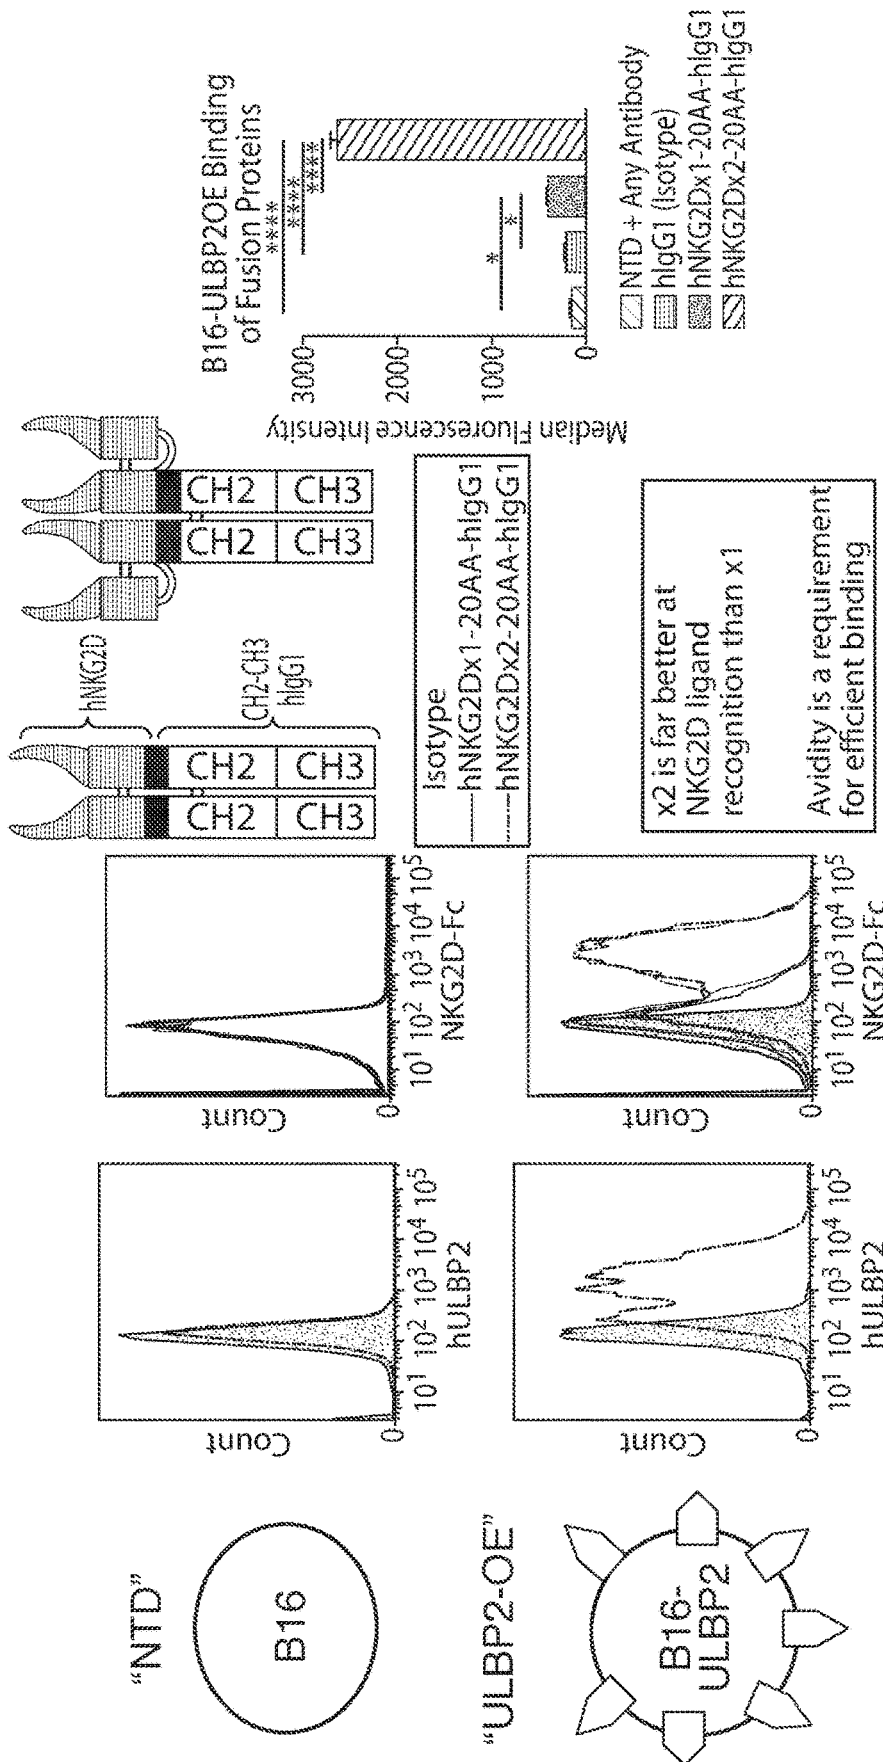 "NTD"
B16
Count
0
10¹ 10² 10³ 10⁴ 10⁵
hULBP2
Count
0
10¹ 10² 10³ 10⁴ 10⁵
NKG2D-Fc
hNKG2D
CH2-CH3
hIgG1
CH2
CH2
CH3
CH3
CH2
CH2
CH3
CH3
B16-ULBP2OE Binding
of Fusion Proteins
****
****
****
*
*
3000
2000
1000
0
Median Fluorescence Intensity
NTD + Any Antibody
hIgG1 (Isotype)
hNKG2Dx1-20AA-hIgG1
hNKG2Dx2-20AA-hIgG1
"ULBP2-OE"
B16-
ULBP2
Count
0
10¹ 10² 10³ 10⁴ 10⁵
hULBP2
Count
0
10¹ 10² 10³ 10⁴ 10⁵
NKG2D-Fc
Isotype
hNKG2Dx1-20AA-hIgG1
hNKG2Dx2-20AA-hIgG1
x2 is far better at
NKG2D ligand
recognition than x1
Avidity is a requirement
for efficient binding